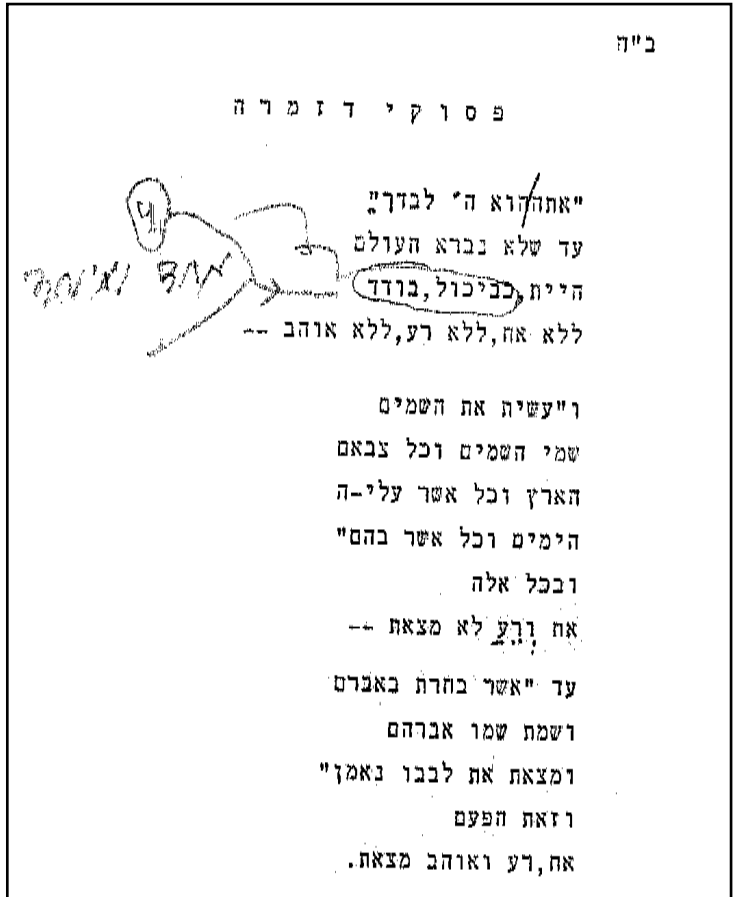 ב"ה
פסוקי דזמרה
"אתה הוא ה' לבדך"
עד שלא נברא העולם
היית,כביכול,בודד
ללא אח,ללא רע,ללא אוהב --
ו"עשית את השמים
שמי השמים וכל צבאם
הארץ וכל אשר עלי-ה
הימים וכל אשר בהם"
ובכל אלה
אח וָרֵעַ לא מצאת --
עד "אשר בחרת באברם
ושמת שמו אברהם
ומצאת את לבבו נאמן"
וזאת הפעם
אח,רע ואוהב מצאת.